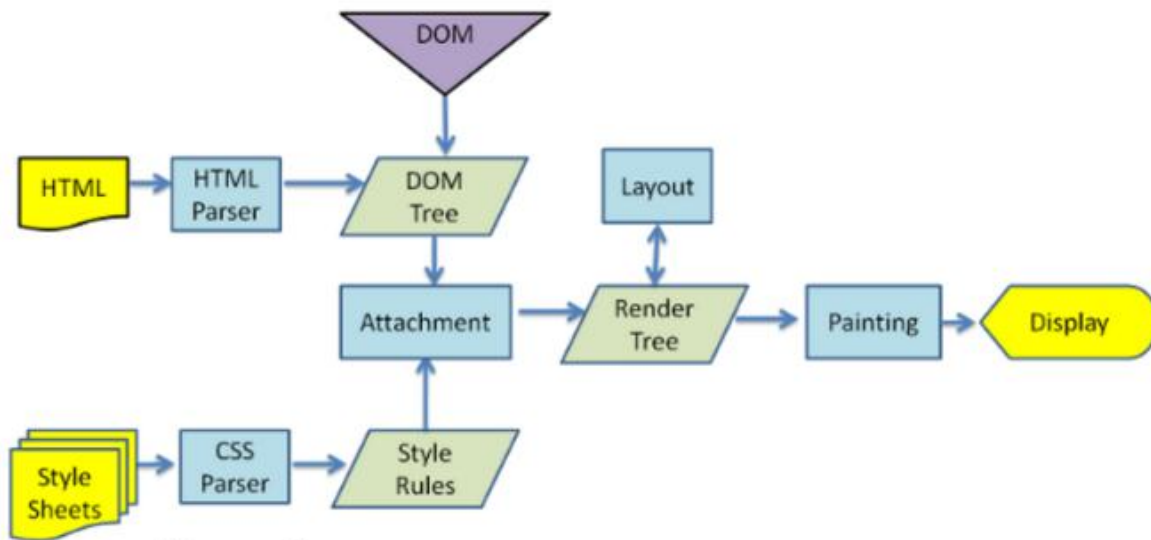 DOM
HTML
HTML
Parser
DOM
Tree
Layout
Attachment
Render
Tree
Painting
Display
Style
Sheets
CSS
Parser
Style
Rules